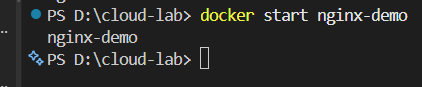 PS D:\cloud-lab> docker start nginx-demo
nginx-demo
PS D:\cloud-lab>